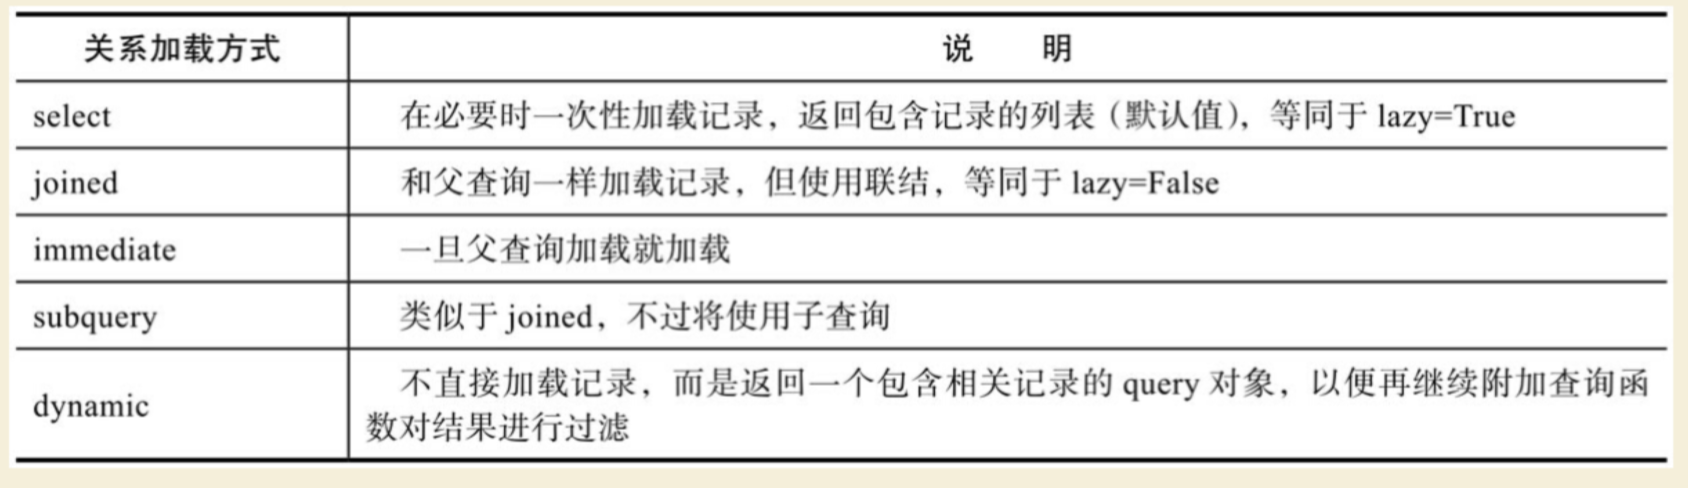 关系加载方式 说 明
select 在必要时一次性加载记录，返回包含记录的列表（默认值），等同于 lazy=True
joined 和父查询一样加载记录，但使用联结，等同于 lazy=False
immediate 一旦父查询加载就加载
subquery 类似于 joined，不过将使用子查询
dynamic 不直接加载记录，而是返回一个包含相关记录的 query 对象，以便再继续附加查询函
数对结果进行过滤